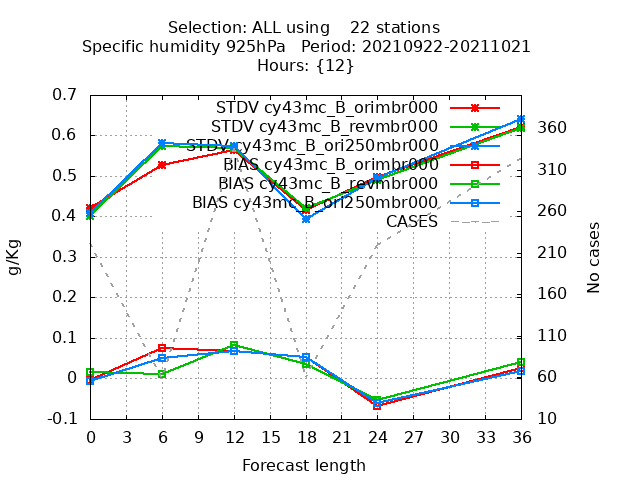 Selection: ALL using    22 stations
Specific humidity 925hPa   Period: 20210922-20211021
Hours: {12}
STDV cy43mc_B_orimbr000
STDV cy43mc_B_revmbr000
STDV cy43mc_B_ori250mbr000
BIAS cy43mc_B_orimbr000
BIAS cy43mc_B_revmbr000
BIAS cy43mc_B_ori250mbr000
CASES
0.7
0.6
0.5
0.4
0.3
0.2
0.1
0
-0.1
g/Kg
360
310
260
210
160
110
60
10
No cases
0 3 6 9 12 15 18 21 24 27 30 33 36
Forecast length